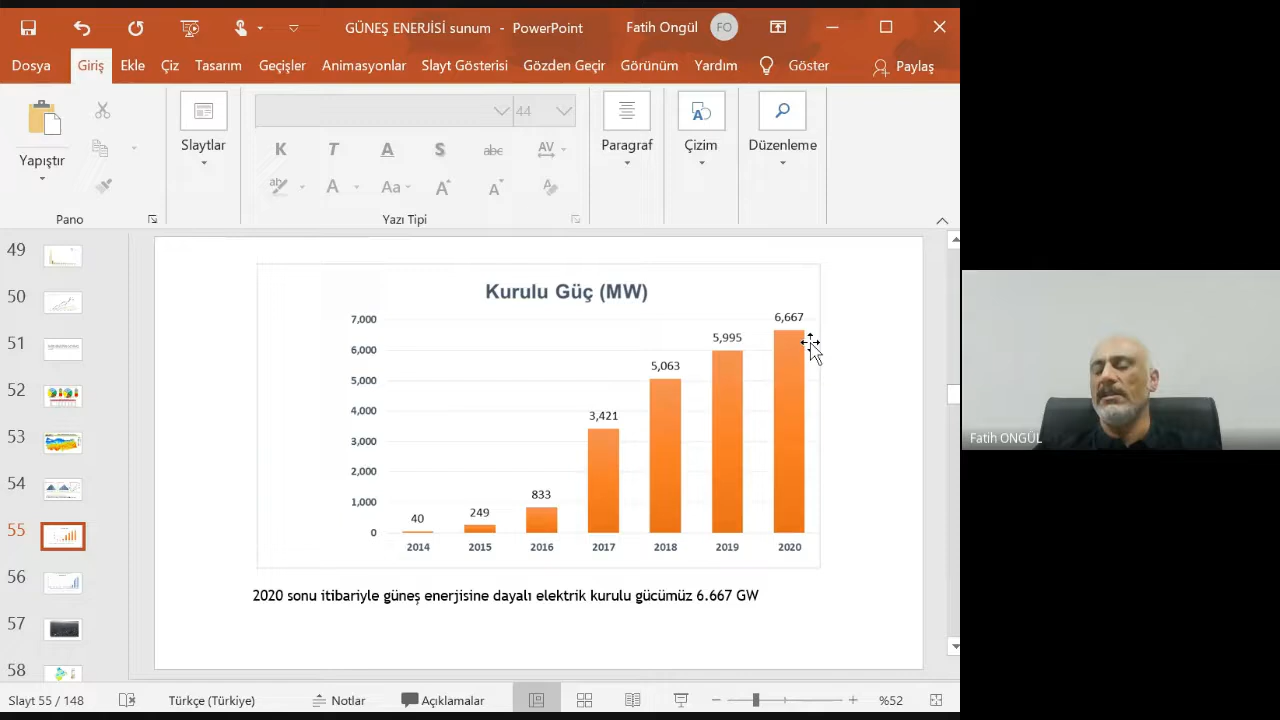 GÜNEŞ ENERJİSİ sunum - PowerPoint
Fatih Ongül
FO
Dosya
Giriş
Ekle
Çiz
Tasarım
Geçişler
Animasyonlar
Slayt Gösterisi
Gözden Geçir
Görünüm
Yardım
Göster
Paylaş
Yapıştır
Slaytlar
44
K T A S abc AV
ab A Aa A A A
Paragraf
Çizim
Düzenleme
Pano
Yazı Tipi
49
50
51
52
53
54
55
56
57
58
Kurulu Güç (MW)
7,000
6,000
5,000
4,000
3,000
2,000
1,000
0
40
249
833
3,421
5,063
5,995
6,667
2014
2015
2016
2017
2018
2019
2020
2020 sonu itibariyle güneş enerjisine dayalı elektrik kurulu gücümüz 6.667 GW
Fatih ONGÜL
Slayt 55 / 148
Türkçe (Türkiye)
Notlar
Açıklamalar
%52